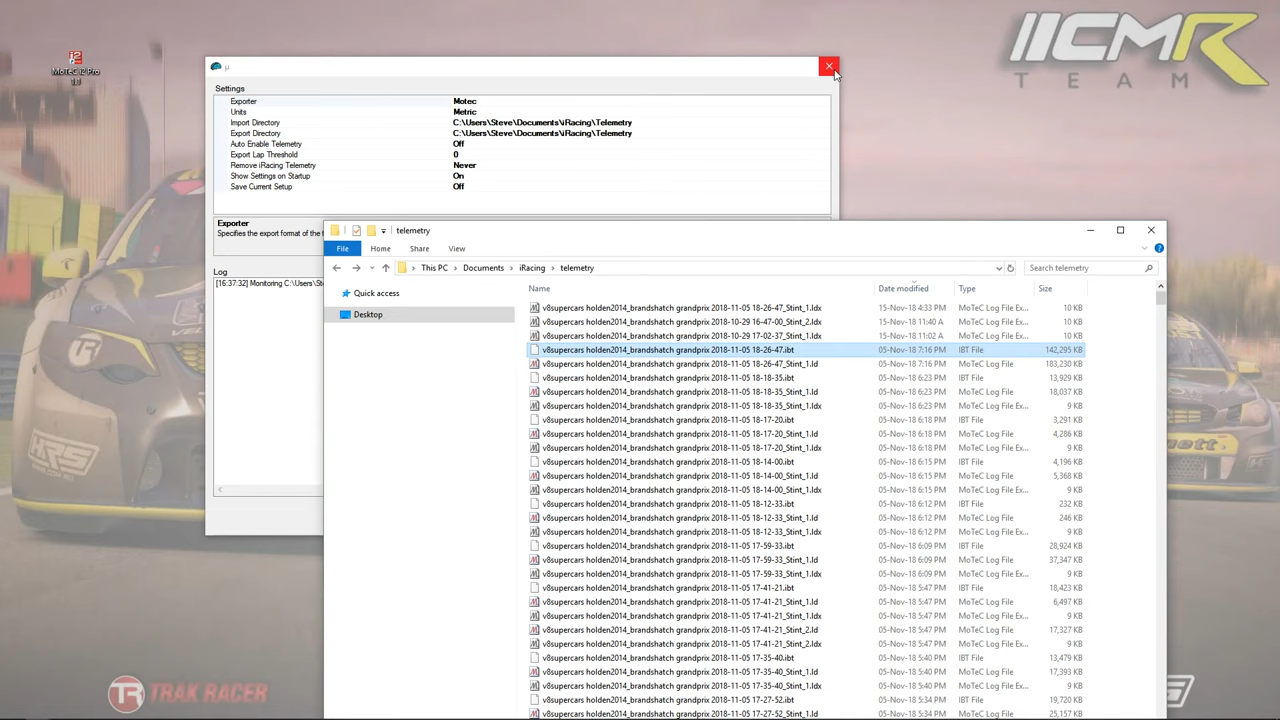 MoTeC i2 Pro
1.1
CMR
TEAM
µ
Settings
Exporter Motec
Units Metric
Import Directory C:\Users\Steve\Documents\iRacing\Telemetry
Export Directory C:\Users\Steve\Documents\iRacing\Telemetry
Auto Enable Telemetry Off
Export Lap Threshold 0
Remove iRacing Telemetry Never
Show Settings on Startup On
Save Current Setup Off
Exporter
Specifies the export format of the
Log
[16:37:32] Monitoring C:\Users\Ste
telemetry
File Home Share View
This PC Documents iRacing telemetry
Search telemetry
Quick access
Desktop
Name Date modified Type Size
v8supercars holden2014_brandshatch grandprix 2018-11-05 18-26-47_Stint_1.ldx 15-Nov-18 4:33 PM MoTeC Log File Ex... 10 KB
v8supercars holden2014_brandshatch grandprix 2018-10-29 16-47-00_Stint_2.ldx 15-Nov-18 11:40 A MoTeC Log File Ex... 10 KB
v8supercars holden2014_brandshatch grandprix 2018-10-29 17-02-37_Stint_1.ldx 15-Nov-18 11:02 A MoTeC Log File Ex... 10 KB
v8supercars holden2014_brandshatch grandprix 2018-11-05 18-26-47.ibt 05-Nov-18 7:16 PM IBT File 142,295 KB
v8supercars holden2014_brandshatch grandprix 2018-11-05 18-26-47_Stint_1.ld 05-Nov-18 7:16 PM MoTeC Log File 183,230 KB
v8supercars holden2014_brandshatch grandprix 2018-11-05 18-18-35.ibt 05-Nov-18 6:23 PM IBT File 13,929 KB
v8supercars holden2014_brandshatch grandprix 2018-11-05 18-18-35_Stint_1.ld 05-Nov-18 6:23 PM MoTeC Log File 18,037 KB
v8supercars holden2014_brandshatch grandprix 2018-11-05 18-18-35_Stint_1.ldx 05-Nov-18 6:23 PM MoTeC Log File Ex... 9 KB
v8supercars holden2014_brandshatch grandprix 2018-11-05 18-17-20.ibt 05-Nov-18 6:18 PM IBT File 3,291 KB
v8supercars holden2014_brandshatch grandprix 2018-11-05 18-17-20_Stint_1.ld 05-Nov-18 6:18 PM MoTeC Log File 4,286 KB
v8supercars holden2014_brandshatch grandprix 2018-11-05 18-17-20_Stint_1.ldx 05-Nov-18 6:18 PM MoTeC Log File Ex... 9 KB
v8supercars holden2014_brandshatch grandprix 2018-11-05 18-14-00.ibt 05-Nov-18 6:15 PM IBT File 4,196 KB
v8supercars holden2014_brandshatch grandprix 2018-11-05 18-14-00_Stint_1.ld 05-Nov-18 6:15 PM MoTeC Log File 5,368 KB
v8supercars holden2014_brandshatch grandprix 2018-11-05 18-14-00_Stint_1.ldx 05-Nov-18 6:15 PM MoTeC Log File Ex... 9 KB
v8supercars holden2014_brandshatch grandprix 2018-11-05 18-12-33.ibt 05-Nov-18 6:12 PM IBT File 232 KB
v8supercars holden2014_brandshatch grandprix 2018-11-05 18-12-33_Stint_1.ld 05-Nov-18 6:12 PM MoTeC Log File 246 KB
v8supercars holden2014_brandshatch grandprix 2018-11-05 18-12-33_Stint_1.ldx 05-Nov-18 6:12 PM MoTeC Log File Ex... 9 KB
v8supercars holden2014_brandshatch grandprix 2018-11-05 17-59-33.ibt 05-Nov-18 6:09 PM IBT File 28,924 KB
v8supercars holden2014_brandshatch grandprix 2018-11-05 17-59-33_Stint_1.ld 05-Nov-18 6:09 PM MoTeC Log File 37,347 KB
v8supercars holden2014_brandshatch grandprix 2018-11-05 17-59-33_Stint_1.ldx 05-Nov-18 6:09 PM MoTeC Log File Ex... 9 KB
v8supercars holden2014_brandshatch grandprix 2018-11-05 17-41-21.ibt 05-Nov-18 5:47 PM IBT File 18,423 KB
v8supercars holden2014_brandshatch grandprix 2018-11-05 17-41-21_Stint_1.ld 05-Nov-18 5:47 PM MoTeC Log File 6,497 KB
v8supercars holden2014_brandshatch grandprix 2018-11-05 17-41-21_Stint_1.ldx 05-Nov-18 5:47 PM MoTeC Log File Ex... 9 KB
v8supercars holden2014_brandshatch grandprix 2018-11-05 17-41-21_Stint_2.ld 05-Nov-18 5:47 PM MoTeC Log File 17,327 KB
v8supercars holden2014_brandshatch grandprix 2018-11-05 17-41-21_Stint_2.ldx 05-Nov-18 5:47 PM MoTeC Log File Ex... 9 KB
v8supercars holden2014_brandshatch grandprix 2018-11-05 17-35-40.ibt 05-Nov-18 5:40 PM IBT File 13,479 KB
v8supercars holden2014_brandshatch grandprix 2018-11-05 17-35-40_Stint_1.ld 05-Nov-18 5:40 PM MoTeC Log File 17,393 KB
v8supercars holden2014_brandshatch grandprix 2018-11-05 17-35-40_Stint_1.ldx 05-Nov-18 5:40 PM MoTeC Log File Ex... 9 KB
v8supercars holden2014_brandshatch grandprix 2018-11-05 17-27-52.ibt 05-Nov-18 5:34 PM IBT File 19,720 KB
v8supercars holden2014_brandshatch grandprix 2018-11-05 17-27-52_Stint_1.ld 05-Nov-18 5:34 PM MoTeC Log File 25,157 KB
HRS
TR TRAK RACER